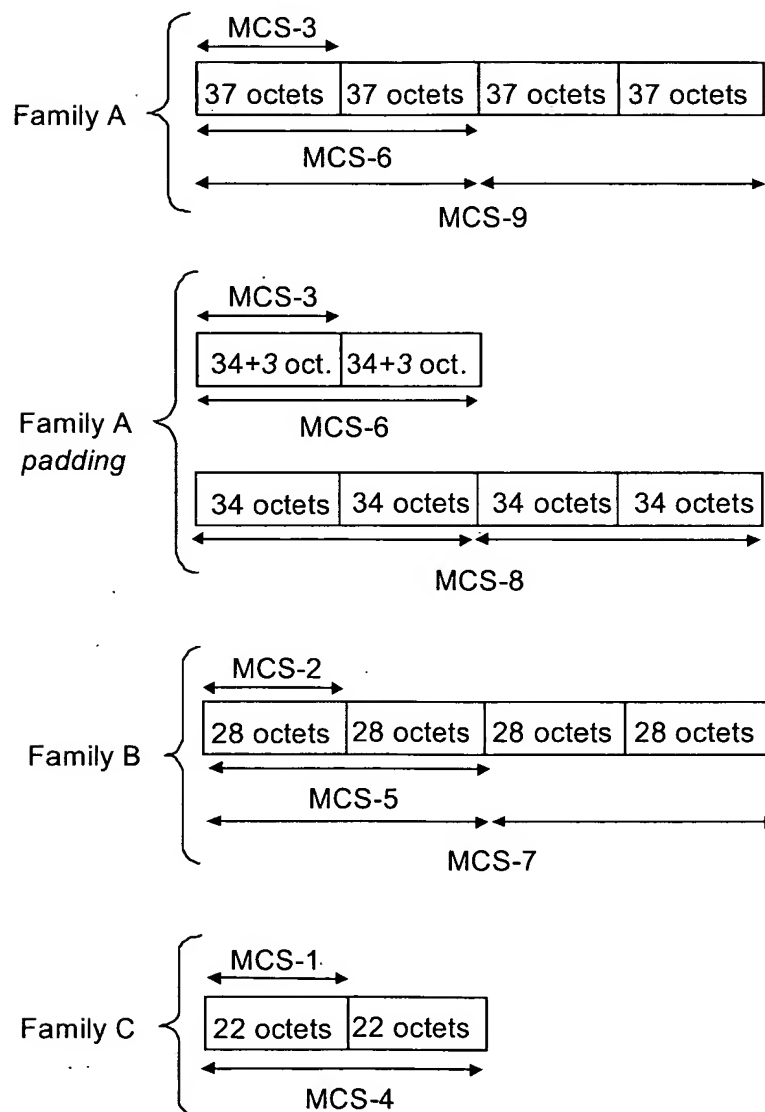 MCS-3
Family A
37 octets 37 octets 37 octets 37 octets
MCS-6
MCS-9
MCS-3
34+3 oct. 34+3 oct.
MCS-6
Family A
padding
34 octets 34 octets 34 octets 34 octets
MCS-8
MCS-2
28 octets 28 octets 28 octets 28 octets
Family B
MCS-5
MCS-7
MCS-1
Family C
22 octets 22 octets
MCS-4